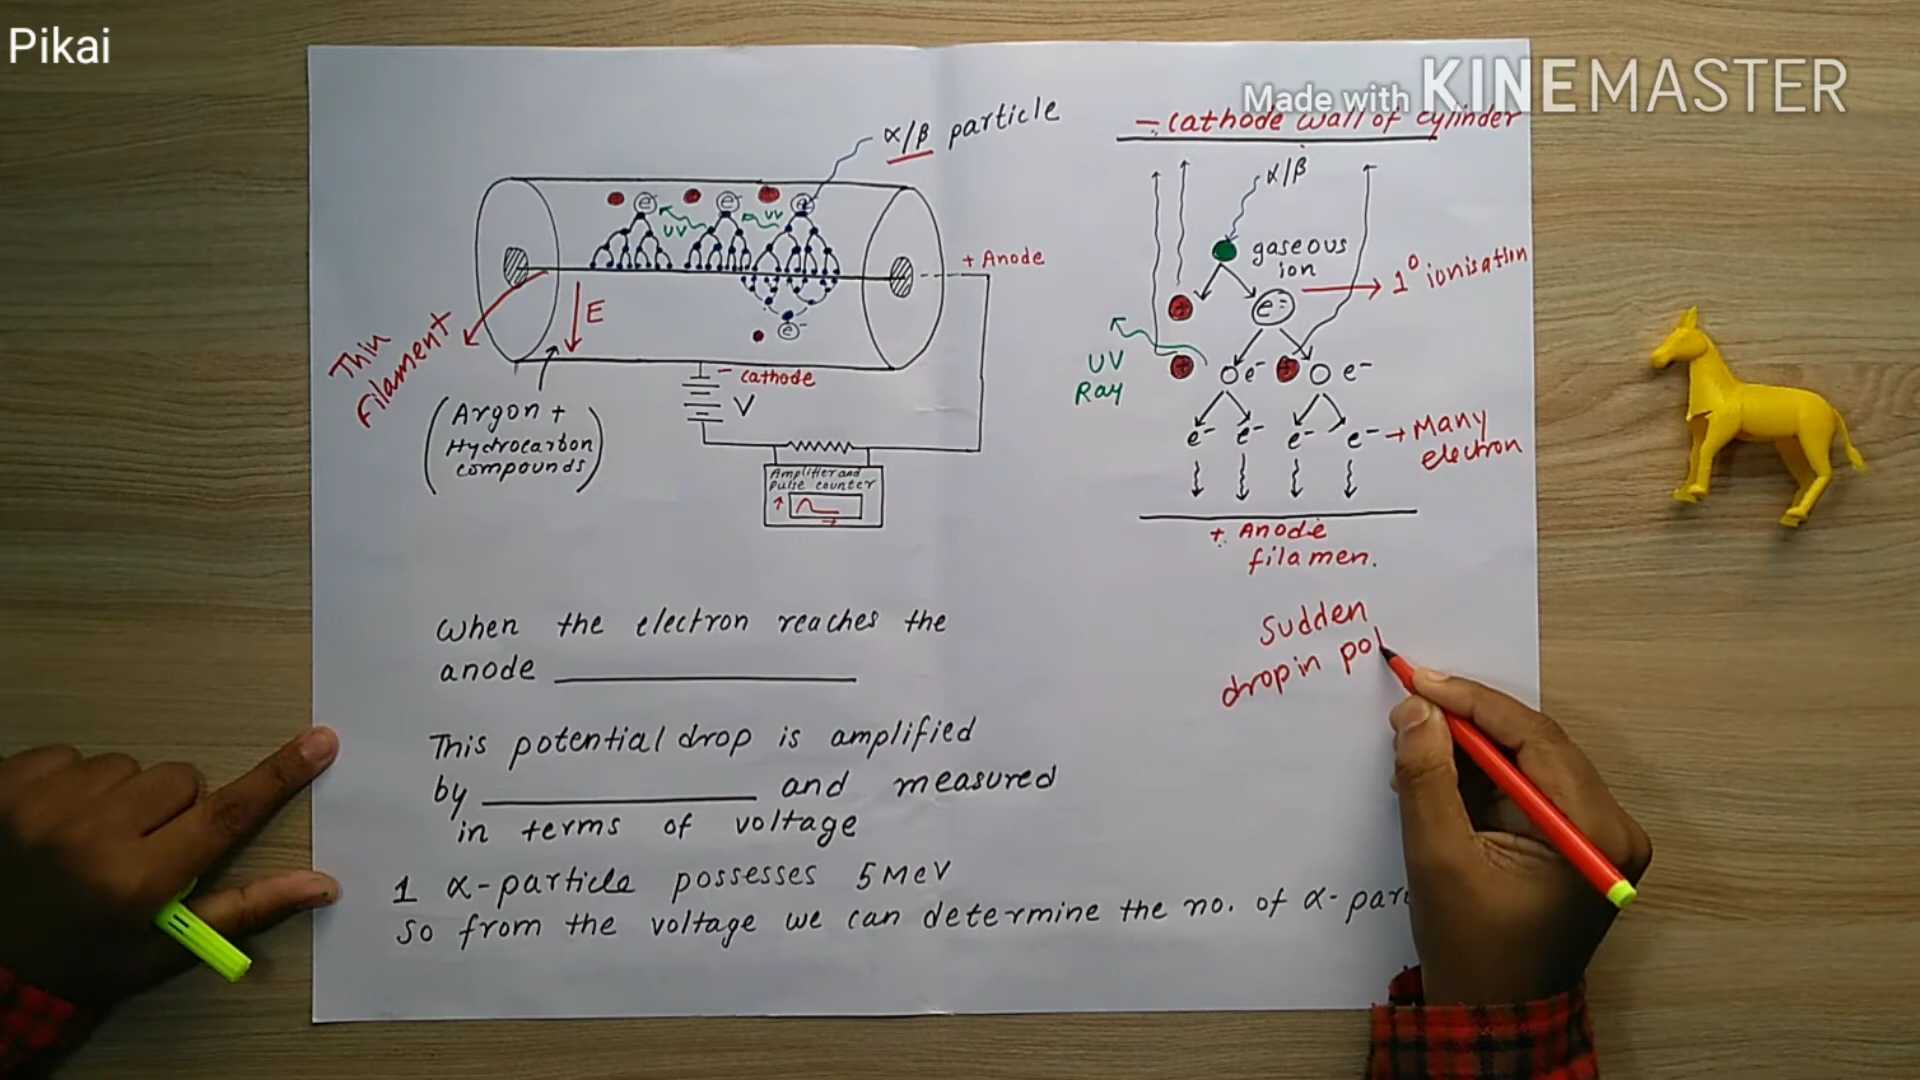 Pikai
Made with KINEMASTER
α/β particle
e-
e-
e-
UV
UV
+ Anode
E
e-
Thin
Filament
- cathode
V
(Argon +
Hydrocarbon
compounds)
Amplifier and
pulse counter
- Cathode wall of cylinder
α/β
gaseous
ion
+
e-
1° ionisation
UV
Ray
+
e-
+
e-
e- e- e- e- → Many
electron
+ Anode
filamen.
Sudden
drop in pot
When the electron reaches the
anode ____________
This potential drop is amplified
by ____________ and measured
in terms of voltage
1 α-particle possesses 5MeV
So from the voltage we can determine the no. of α-par